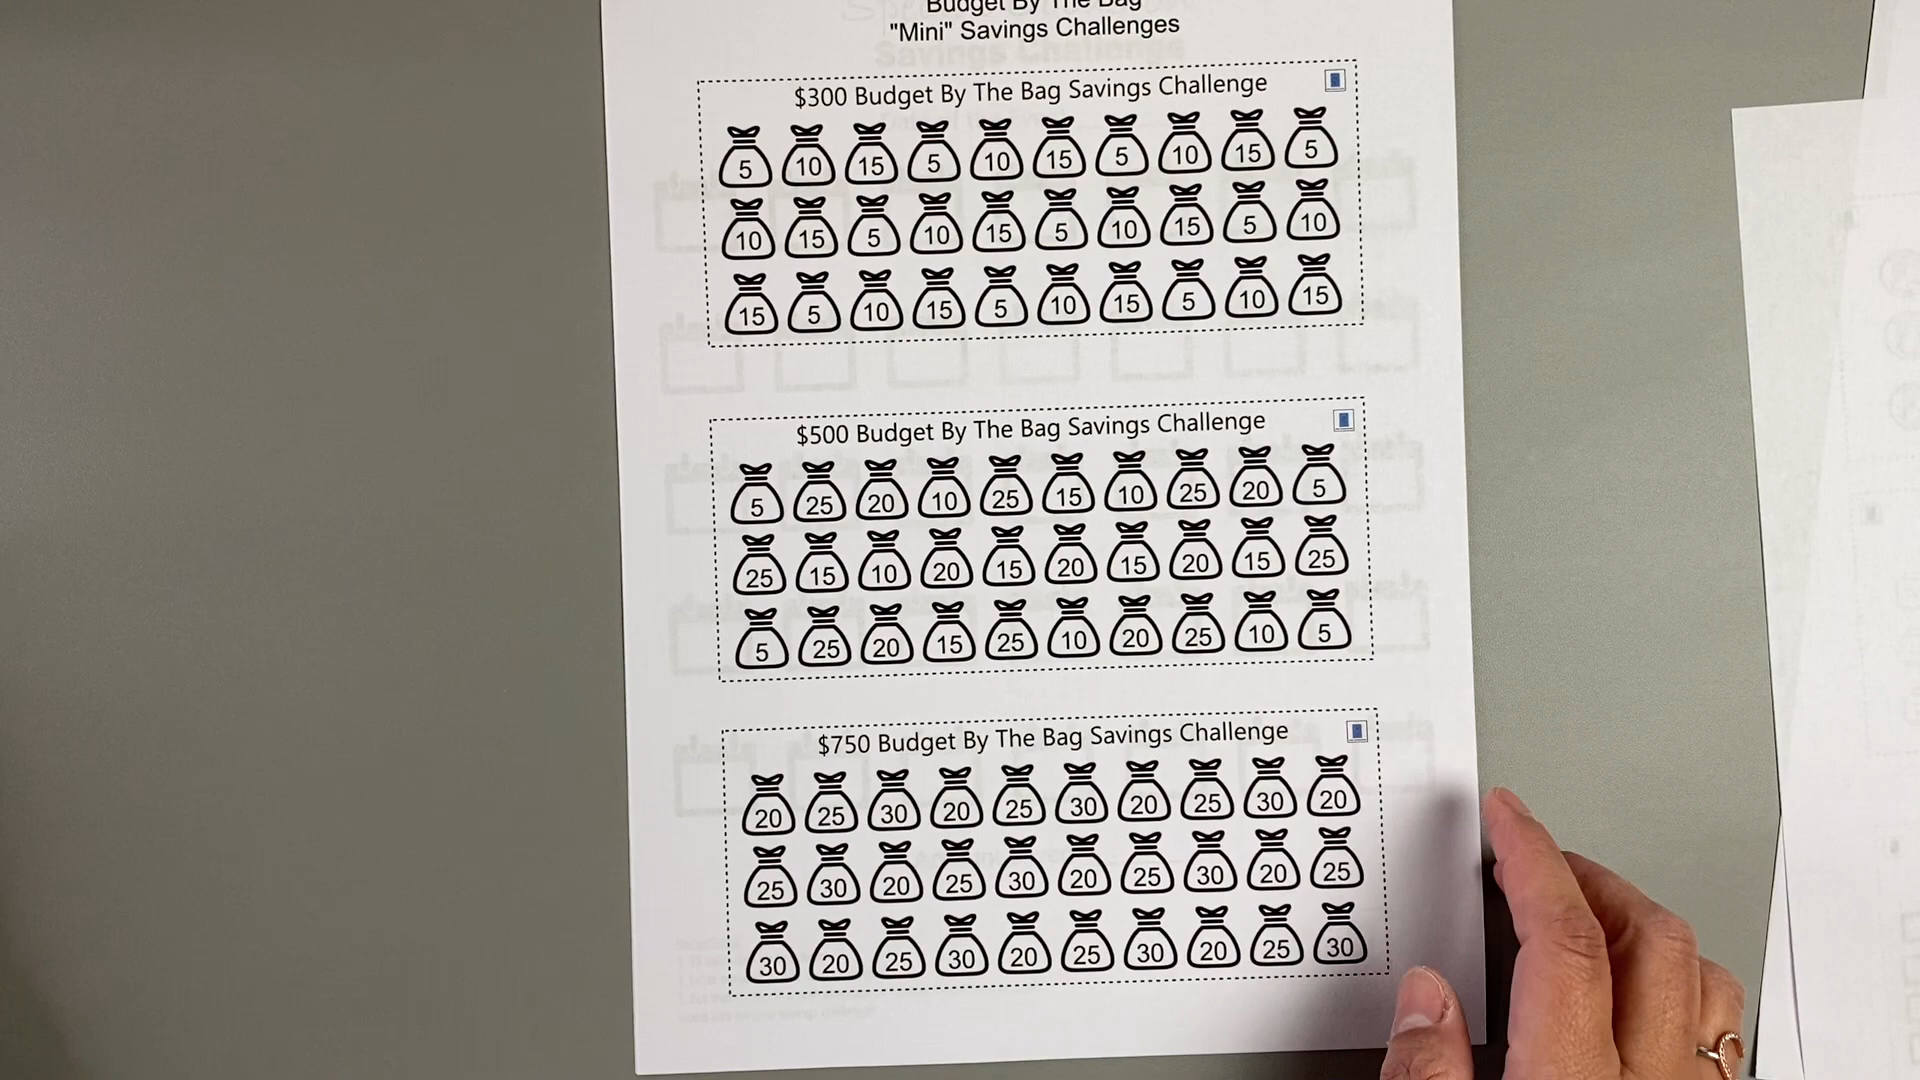 Budget By The Bag
"Mini" Savings Challenges
$300 Budget By The Bag Savings Challenge
5 10 15 5 10 15 5 10 15 5
10 15 5 10 15 5 10 15 5 10
15 5 10 15 5 10 15 5 10 15
$500 Budget By The Bag Savings Challenge
5 25 20 10 25 15 10 25 20 5
25 15 10 20 15 20 15 20 15 25
5 25 20 15 25 10 20 25 10 5
$750 Budget By The Bag Savings Challenge
20 25 30 20 25 30 20 25 30 20
25 30 20 25 30 20 25 30 20 25
30 20 25 30 20 25 30 20 25 30